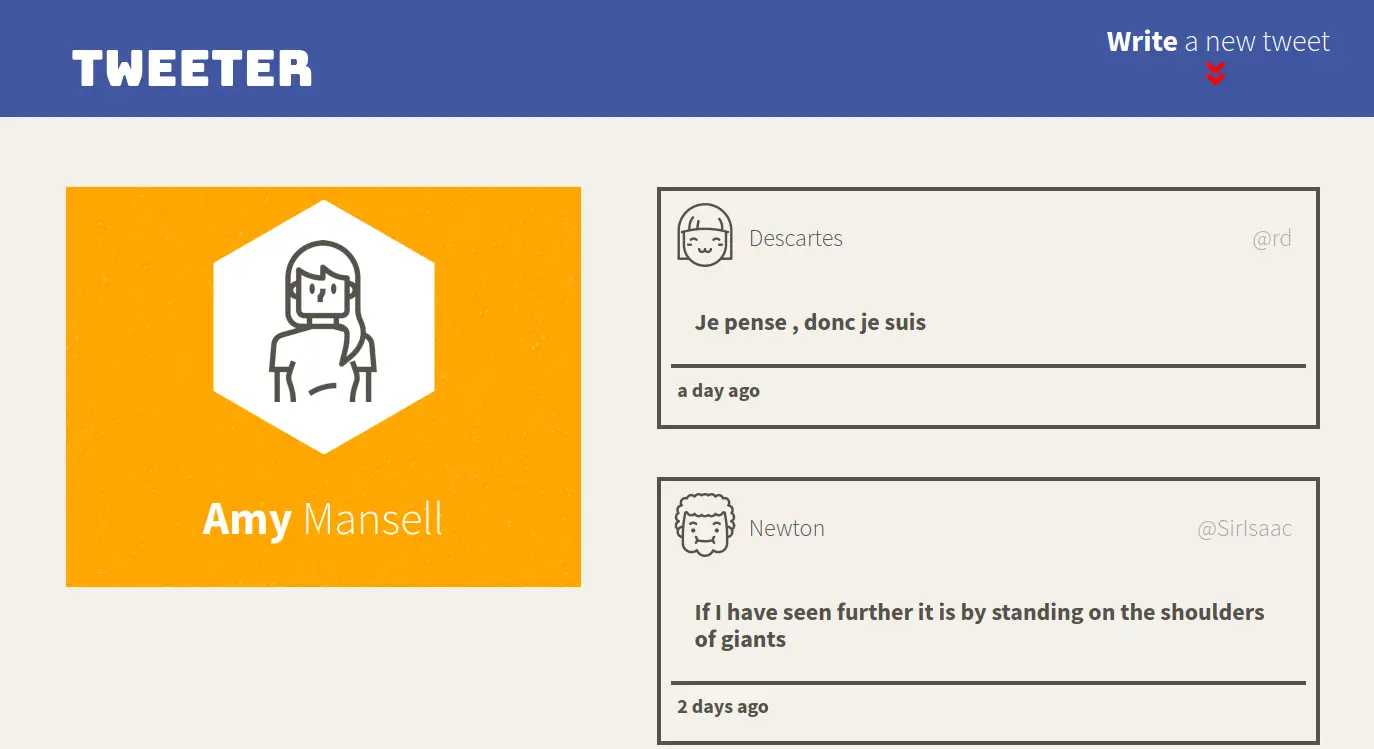 TWEETER
Write a new tweet
Amy Mansell
Descartes
@rd
Je pense , donc je suis
a day ago
Newton
@SirIsaac
If I have seen further it is by standing on the shoulders
of giants
2 days ago